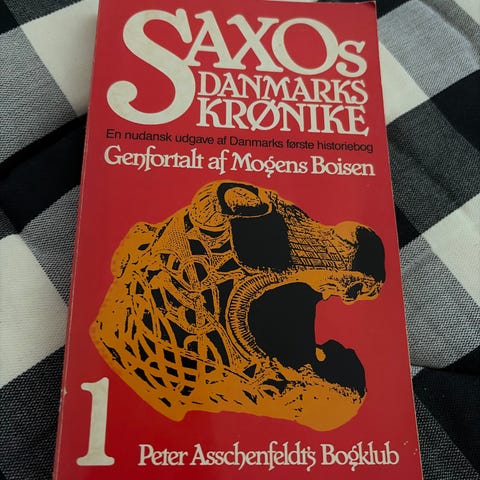 SAXOs
DANMARKS
KRØNIKE
En nudansk udgave af Danmarks første historiebog
Genfortalt af Mogens Boisen
1
Peter Asschenfeldt's Bogklub